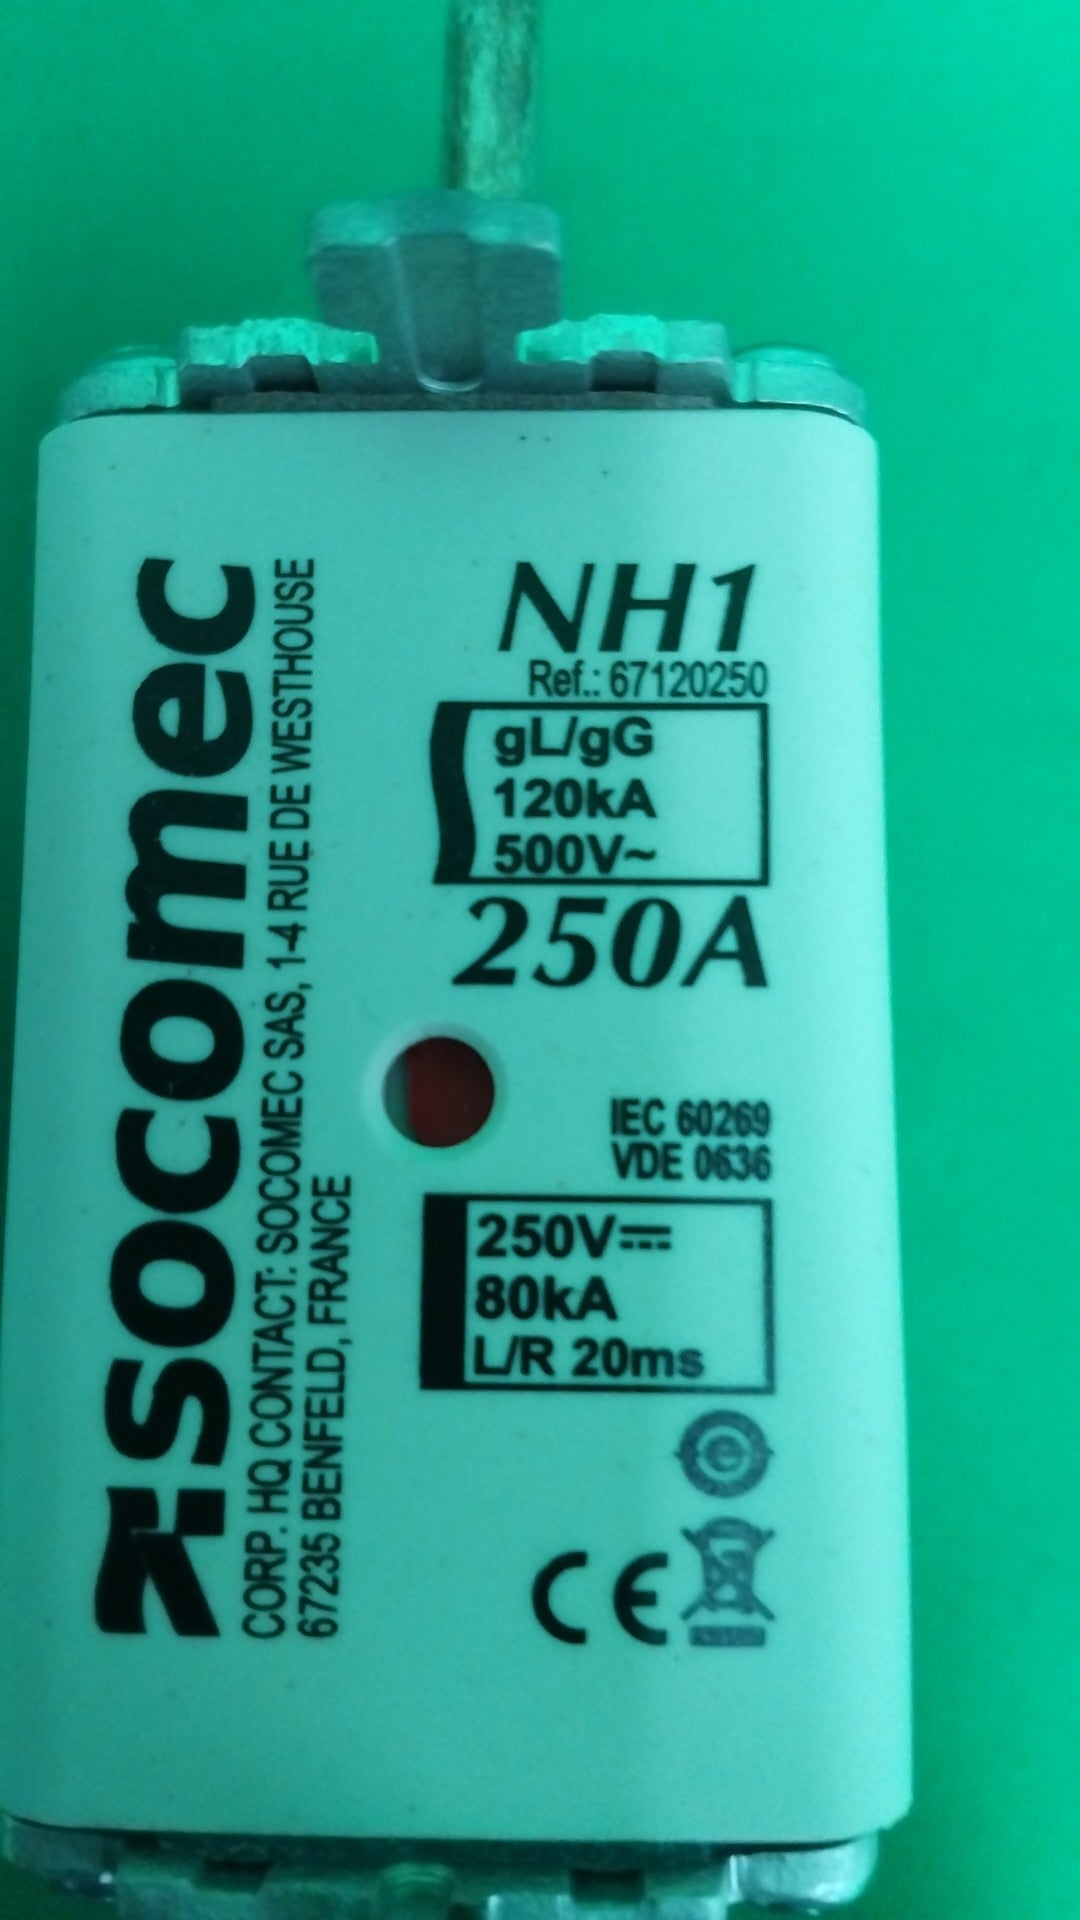 socomec
CORP. HQ CONTACT: SOCOMEC SAS, 1-4 RUE DE WESTHOUSE
67235 BENFELD, FRANCE
NH1
Ref.: 67120250
gL/gG
120kA
500V~
250A
IEC 60269
VDE 0636
250V⎓
80kA
L/R 20ms
e
CE